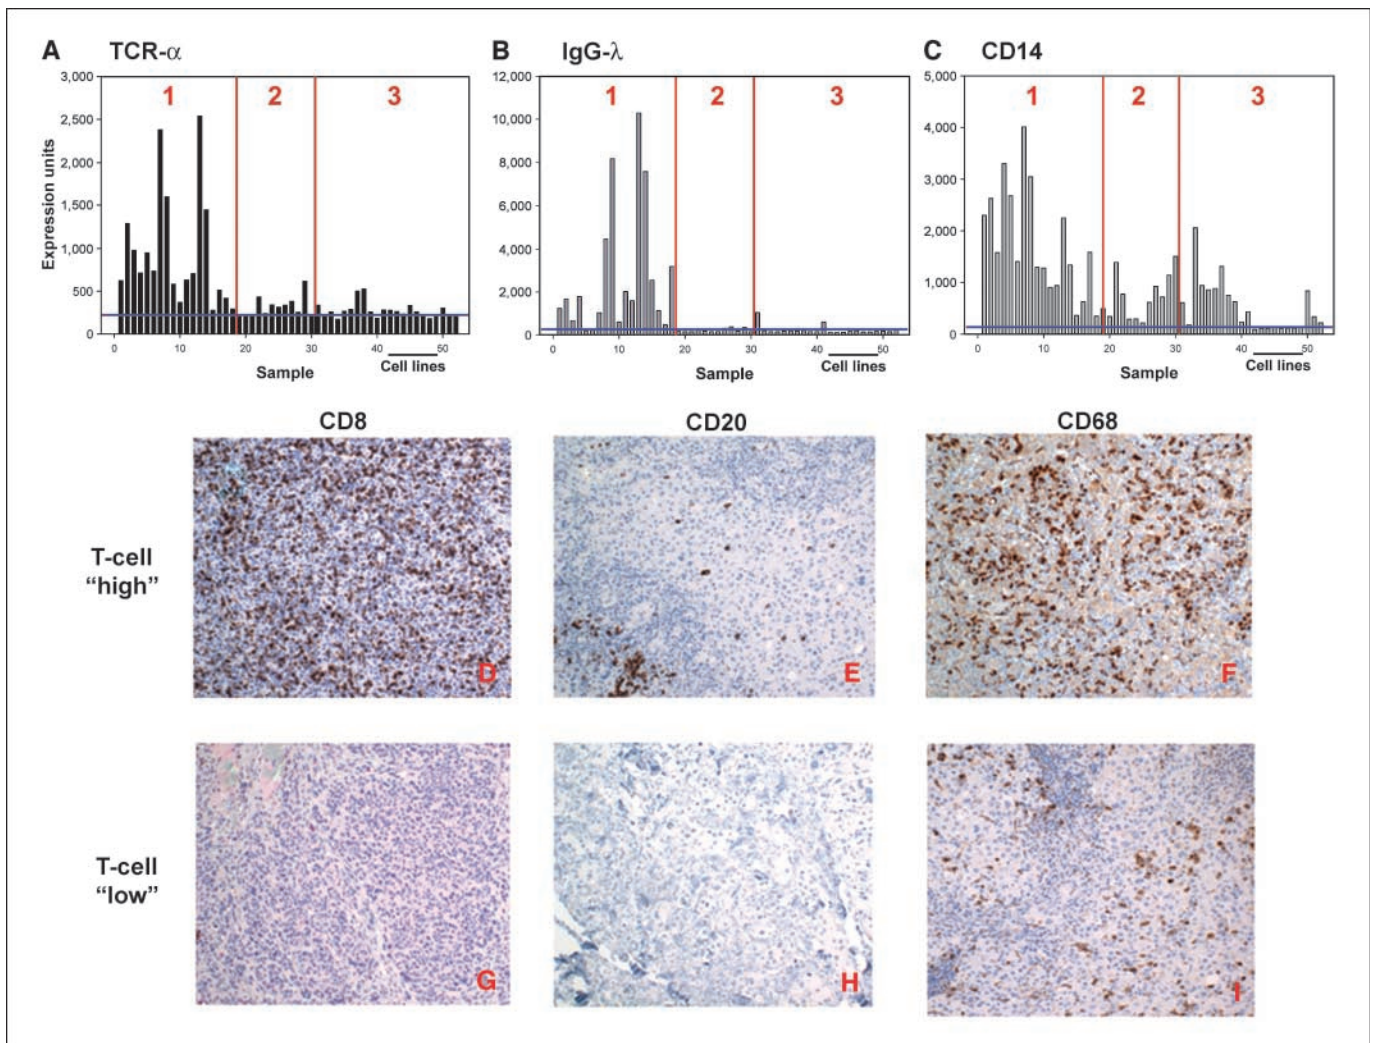 A TCR-α
3,000
2,500
2,000
1,500
1,000
500
0
Expression units
1 2 3
0 10 20 30 40 50
Sample
Cell lines
B IgG-λ
12,000
10,000
8,000
6,000
4,000
2,000
0
1 2 3
0 10 20 30 40 50
Sample
Cell lines
C CD14
5,000
4,000
3,000
2,000
1,000
0
1 2 3
0 10 20 30 40 50
Sample
Cell lines
CD8 CD20 CD68
T-cell
“high”
D E F
T-cell
“low”
G H I